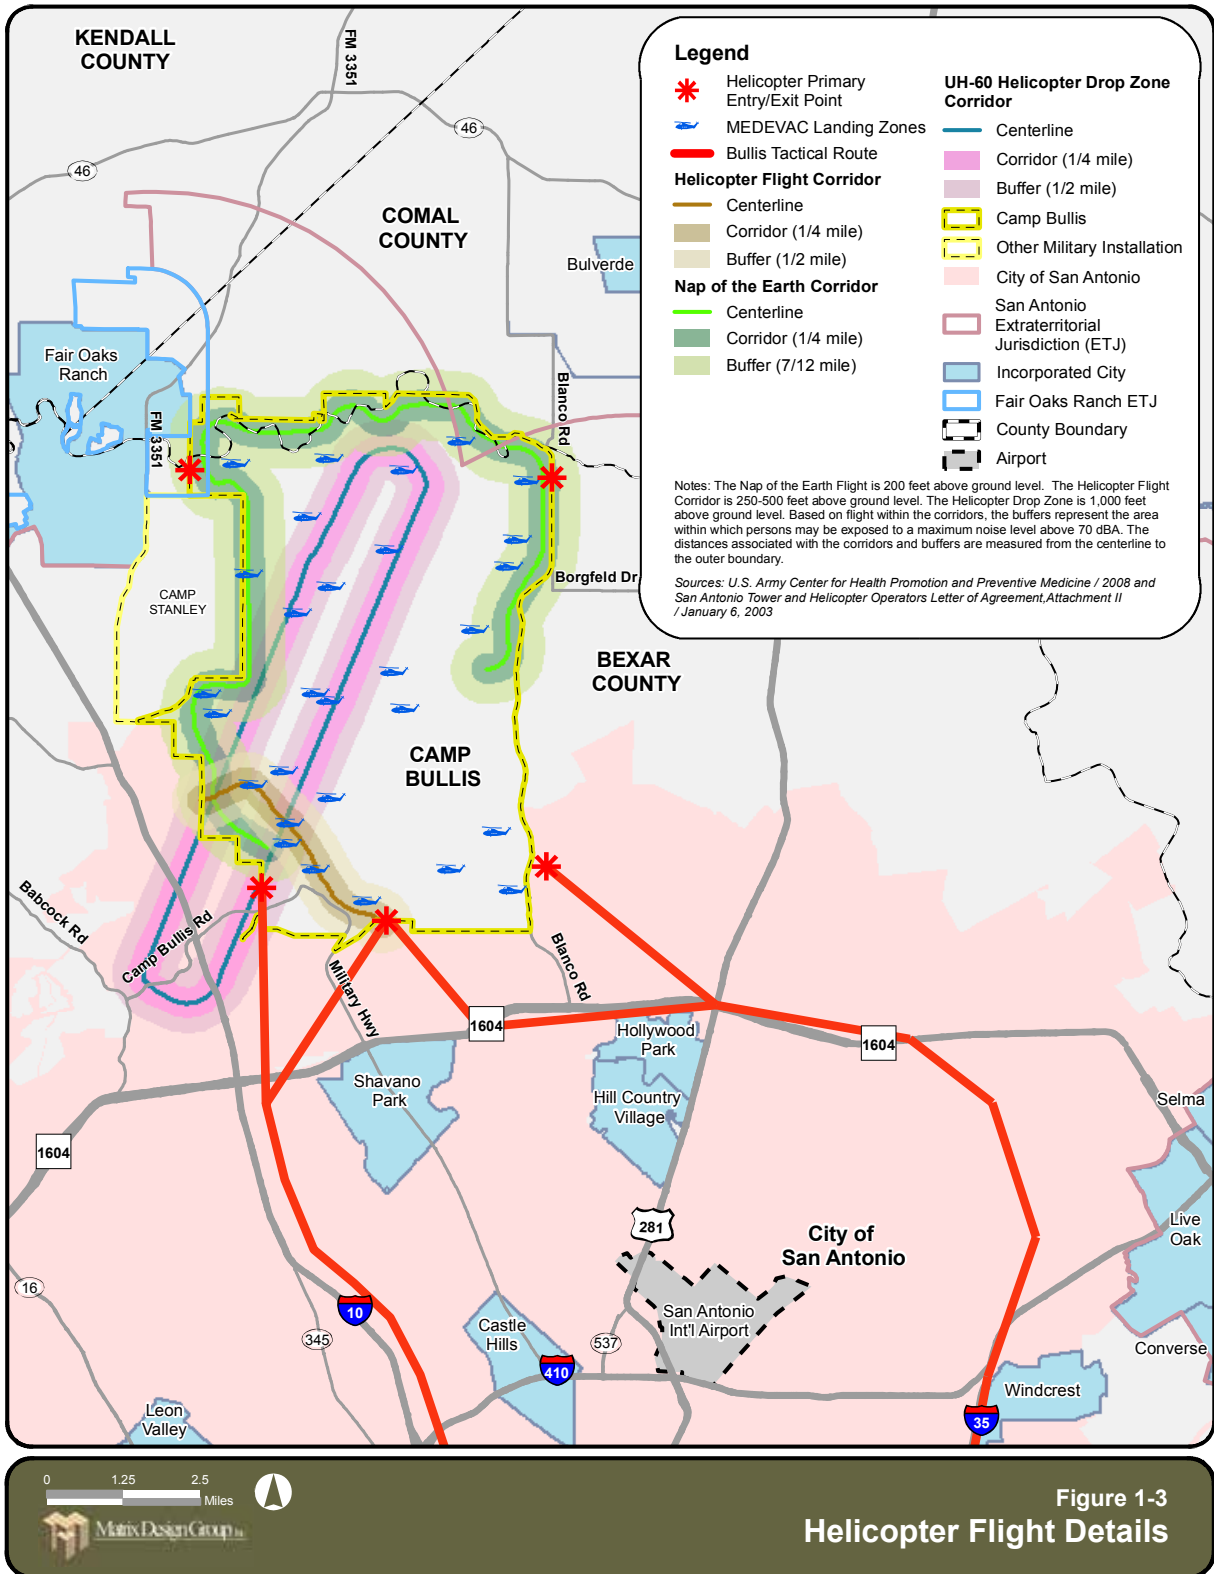 KENDALL
COUNTY
FM 3351
46
46
COMAL
COUNTY
Bulverde
Fair Oaks
Ranch
FM 3351
Blanco Rd
Borgfeld Dr
CAMP
STANLEY
BEXAR
COUNTY
CAMP
BULLIS
Babcock Rd
Camp Bullis Rd
Military Hwy
Blanco Rd
1604
1604
1604
Hollywood
Park
Shavano
Park
Hill Country
Village
Selma
Live
Oak
281
City of
San Antonio
16
10
345
San Antonio
Int'l Airport
Castle
Hills
537
410
Converse
Windcrest
35
Leon
Valley
Legend
Helicopter Primary
Entry/Exit Point
MEDEVAC Landing Zones
Bullis Tactical Route
Helicopter Flight Corridor
Centerline
Corridor (1/4 mile)
Buffer (1/2 mile)
Nap of the Earth Corridor
Centerline
Corridor (1/4 mile)
Buffer (7/12 mile)
UH-60 Helicopter Drop Zone
Corridor
Centerline
Corridor (1/4 mile)
Buffer (1/2 mile)
Camp Bullis
Other Military Installation
City of San Antonio
San Antonio
Extraterritorial
Jurisdiction (ETJ)
Incorporated City
Fair Oaks Ranch ETJ
County Boundary
Airport
Notes: The Nap of the Earth Flight is 200 feet above ground level. The Helicopter Flight
Corridor is 250-500 feet above ground level. The Helicopter Drop Zone is 1,000 feet
above ground level. Based on flight within the corridors, the buffers represent the area
within which persons may be exposed to a maximum noise level above 70 dBA. The
distances associated with the corridors and buffers are measured from the centerline to
the outer boundary.
Sources: U.S. Army Center for Health Promotion and Preventive Medicine / 2008 and
San Antonio Tower and Helicopter Operators Letter of Agreement,Attachment II
/ January 6, 2003
0 1.25 2.5
Miles
Matrix Design Group
Figure 1-3
Helicopter Flight Details